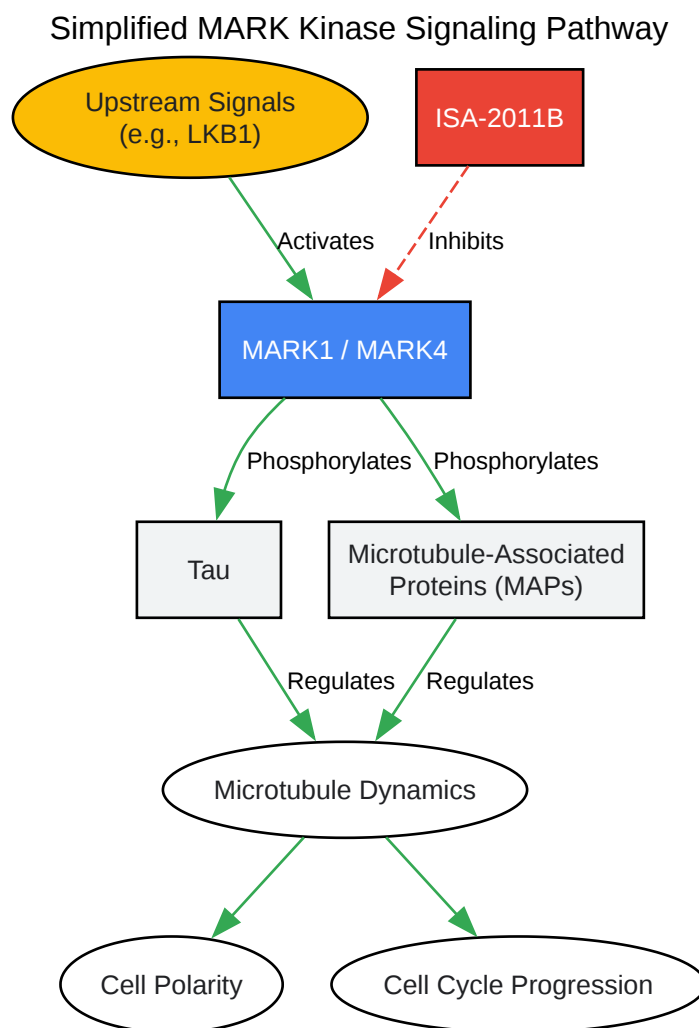 Simplified MARK Kinase Signaling Pathway
Upstream Signals
(e.g., LKB1)
ISA-2011B
Activates
Inhibits
MARK1 / MARK4
Phosphorylates
Phosphorylates
Tau
Microtubule-Associated
Proteins (MAPs)
Regulates
Regulates
Microtubule Dynamics
Cell Polarity
Cell Cycle Progression